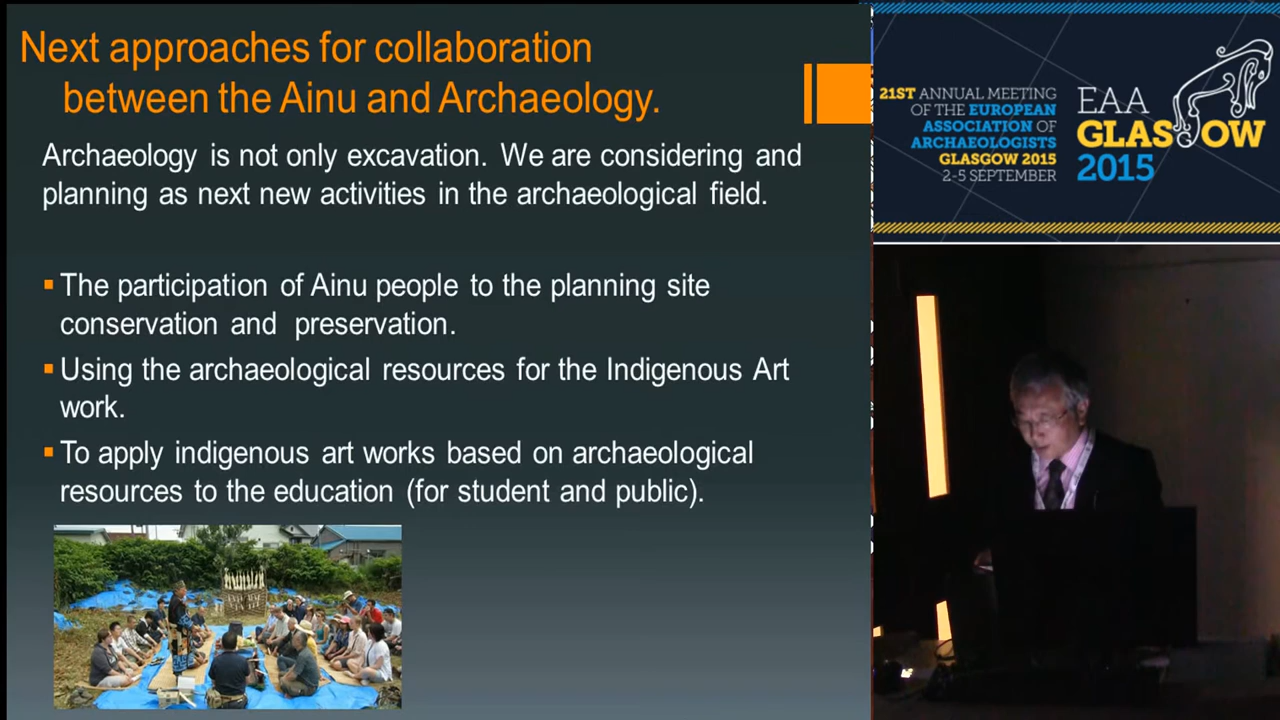 Next approaches for collaboration
between the Ainu and Archaeology.
Archaeology is not only excavation. We are considering and
planning as next new activities in the archaeological field.
The participation of Ainu people to the planning site
conservation and preservation.
Using the archaeological resources for the Indigenous Art
work.
To apply indigenous art works based on archaeological
resources to the education (for student and public).
21ST ANNUAL MEETING
OF THE EUROPEAN
ASSOCIATION OF
ARCHAEOLOGISTS
GLASGOW 2015
2-5 SEPTEMBER
EAA
GLASGOW
2015